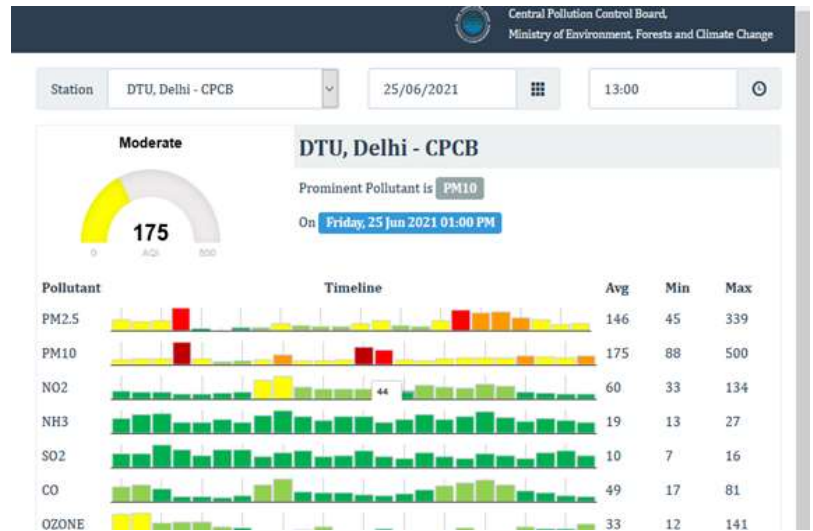 Central Pollution Control Board,
Ministry of Environment, Forests and Climate Change
Station DTU, Delhi - CPCB 25/06/2021 13:00
Moderate
DTU, Delhi - CPCB
Prominent Pollutant is PM10
On Friday, 25 Jun 2021 01:00 PM
175
0 AQI 500
Pollutant Timeline Avg Min Max
PM2.5 146 45 339
PM10 175 88 500
NO2 44 60 33 134
NH3 19 13 27
SO2 10 7 16
CO 49 17 81
OZONE 33 12 141